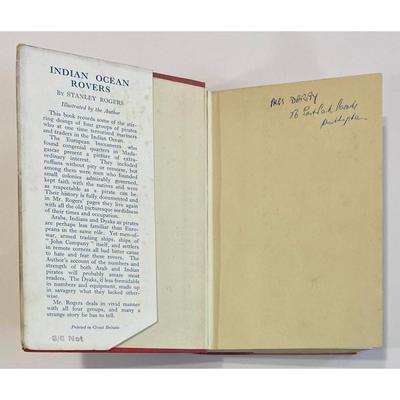 INDIAN OCEAN
ROVERS
By STANLEY ROGERS
Illustrated by the Author
This book records some of the stir-
ring doings of four groups of pirates
who at one time terrorised mariners
and traders in the Indian Ocean.
The European buccaneers who
found congenial quarters in Mada-
gascar present a picture of extra-
ordinary interest. They included
ruffians without pity or remorse, but
among them were men who founded
small colonies admirably governed,
kept faith with the natives and were
as respectable as a pirate can be.
Their history is fully documented and
in Mr. Rogers' pages they live again
with all the old picturesque sordidness
of their times and occupation.
Arabs, Indians and Dyaks as pirates
are perhaps less familiar than Euro-
peans in the same rôle. Yet men-of-
war, armed trading ships, ships of
"John Company" itself, and settlers
in remote corners all had bitter cause
to hate and fear these rovers. The
Author's account of the numbers and
strength of both Arab and Indian
pirates will probably amaze most
readers. The Dyaks, if less formidable
in numbers and equipment, made up
in savagery what they lacked other-
wise.
Mr. Rogers deals in vivid manner
with all four groups, and many a
strange story he has to tell.
Printed in Great Britain
Net
East Park Parade
Northampton